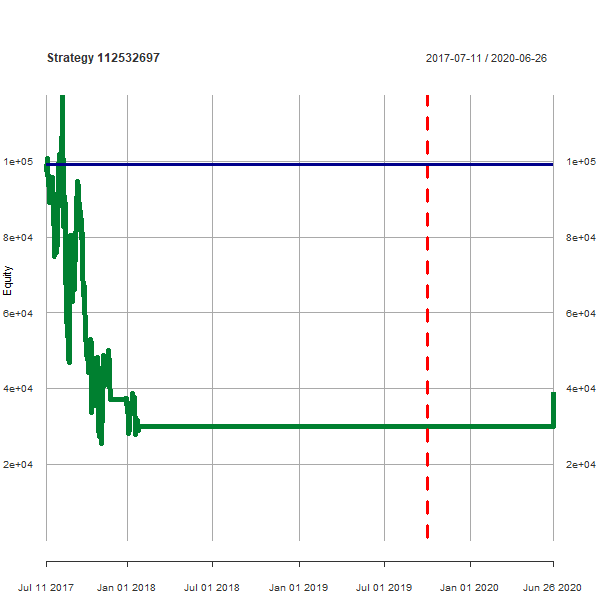 Strategy 112532697
2017-07-11 / 2020-06-26
Equity
1e+05
1e+05
8e+04
8e+04
6e+04
6e+04
4e+04
4e+04
2e+04
2e+04
Jul 11 2017
Jan 01 2018
Jul 01 2018
Jan 01 2019
Jul 01 2019
Jan 01 2020
Jun 26 2020